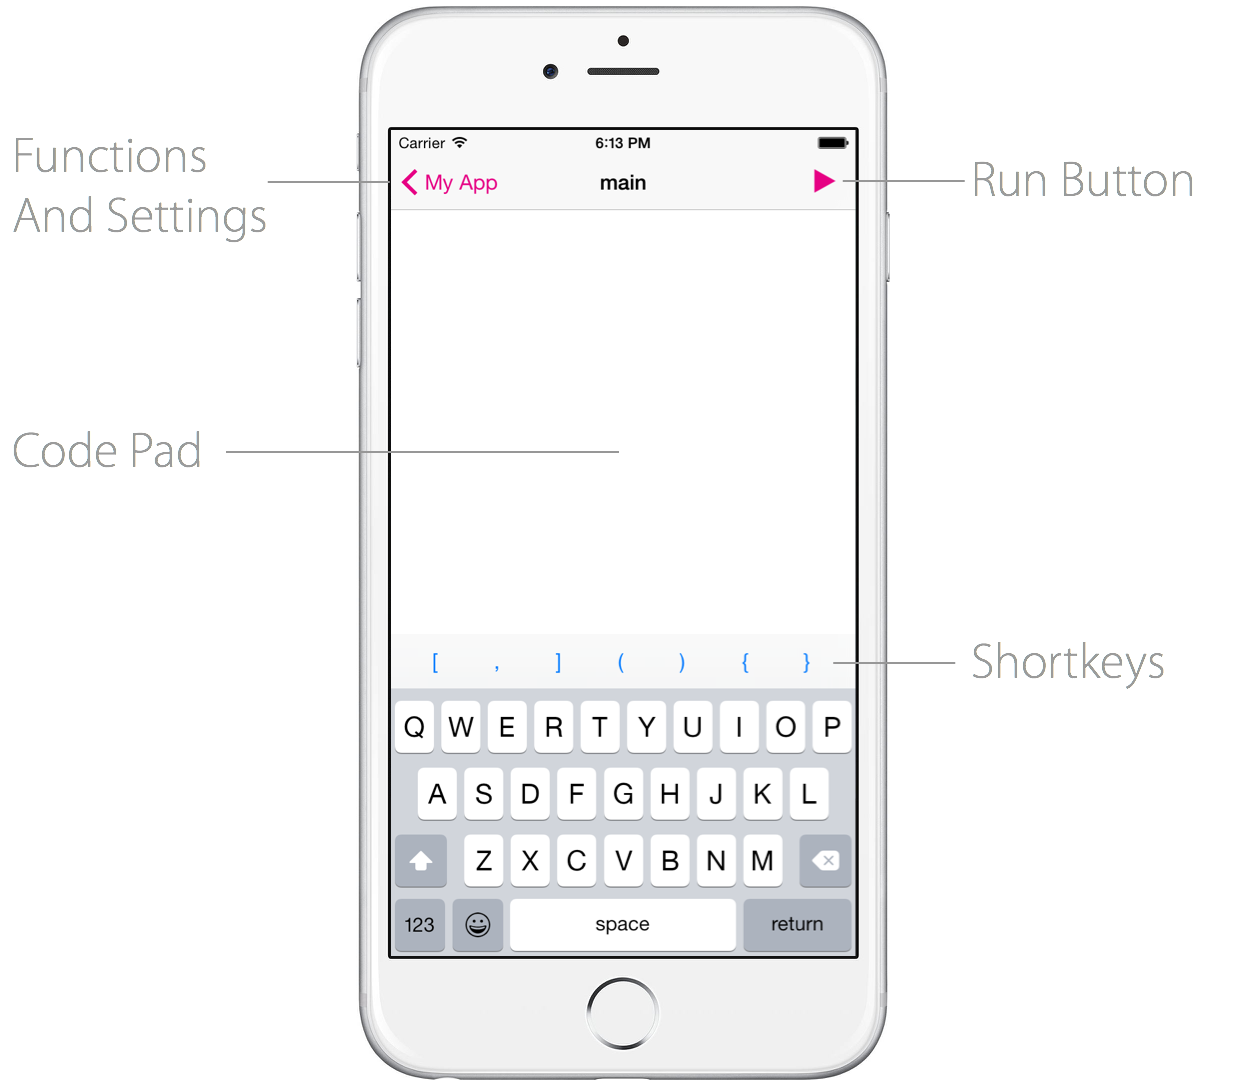 Functions
And Settings
Carrier 6:13 PM
My App main
Run Button
Code Pad
[ , ] ( ) { }
Shortkeys
Q W E R T Y U I O P
A S D F G H J K L
Z X C V B N M
123 space return